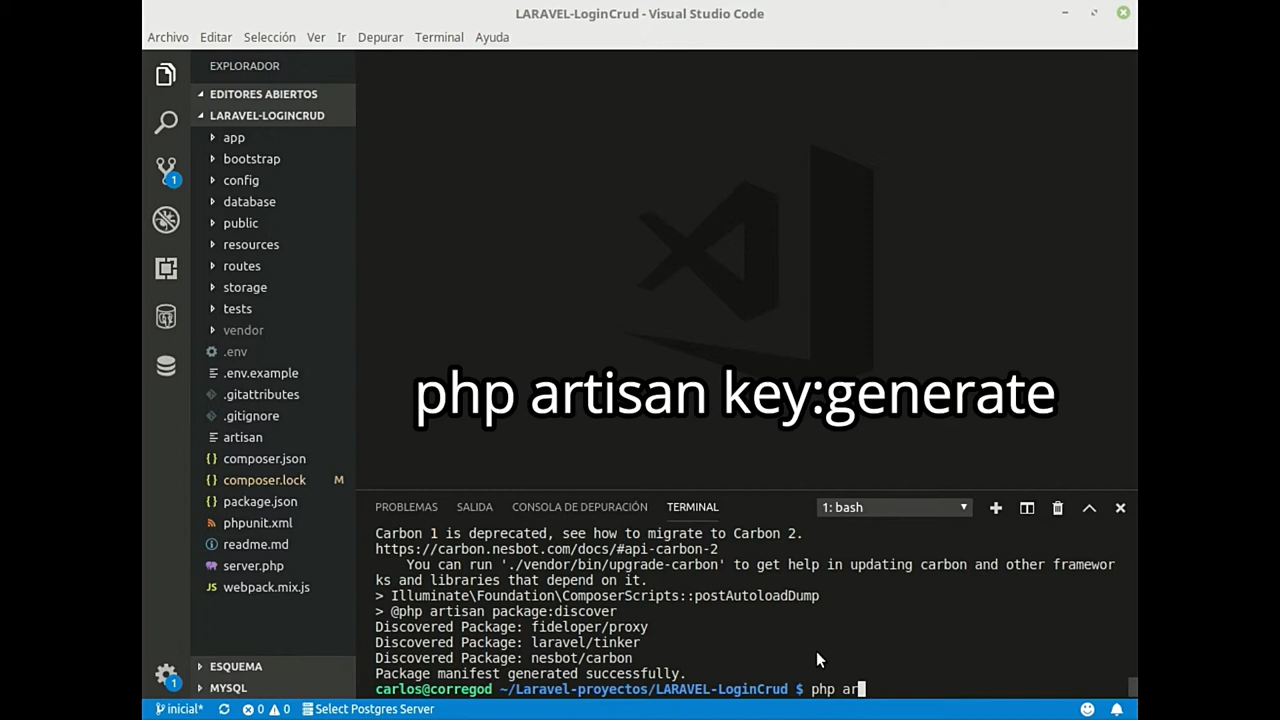 LARAVEL-LoginCrud - Visual Studio Code
Archivo Editar Selección Ver Ir Depurar Terminal Ayuda
EXPLORADOR
EDITORES ABIERTOS
LARAVEL-LOGINCRUD
app
bootstrap
config
database
public
resources
routes
storage
tests
vendor
.env
.env.example
.gitattributes
.gitignore
artisan
composer.json
composer.lock M
package.json
phpunit.xml
readme.md
server.php
webpack.mix.js
ESQUEMA
MYSQL
1
1
php artisan key:generate
PROBLEMAS SALIDA CONSOLA DE DEPURACIÓN TERMINAL 1: bash
Carbon 1 is deprecated, see how to migrate to Carbon 2.
https://carbon.nesbot.com/docs/#api-carbon-2
You can run './vendor/bin/upgrade-carbon' to get help in updating carbon and other framewor
ks and libraries that depend on it.
> Illuminate\Foundation\ComposerScripts::postAutoloadDump
> @php artisan package:discover
Discovered Package: fideloper/proxy
Discovered Package: laravel/tinker
Discovered Package: nesbot/carbon
Package manifest generated successfully.
carlos@corregod ~/Laravel-proyectos/LARAVEL-LoginCrud $ php ar
inicial* 0 0 Select Postgres Server